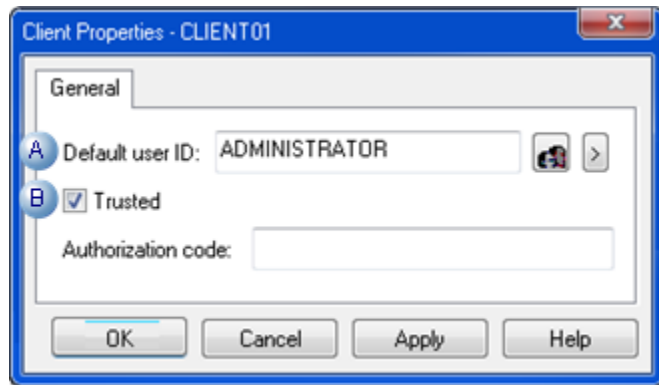 Client Properties - CLIENT01
General
A Default user ID: ADMINISTRATOR >
B Trusted
Authorization code:
OK Cancel Apply Help